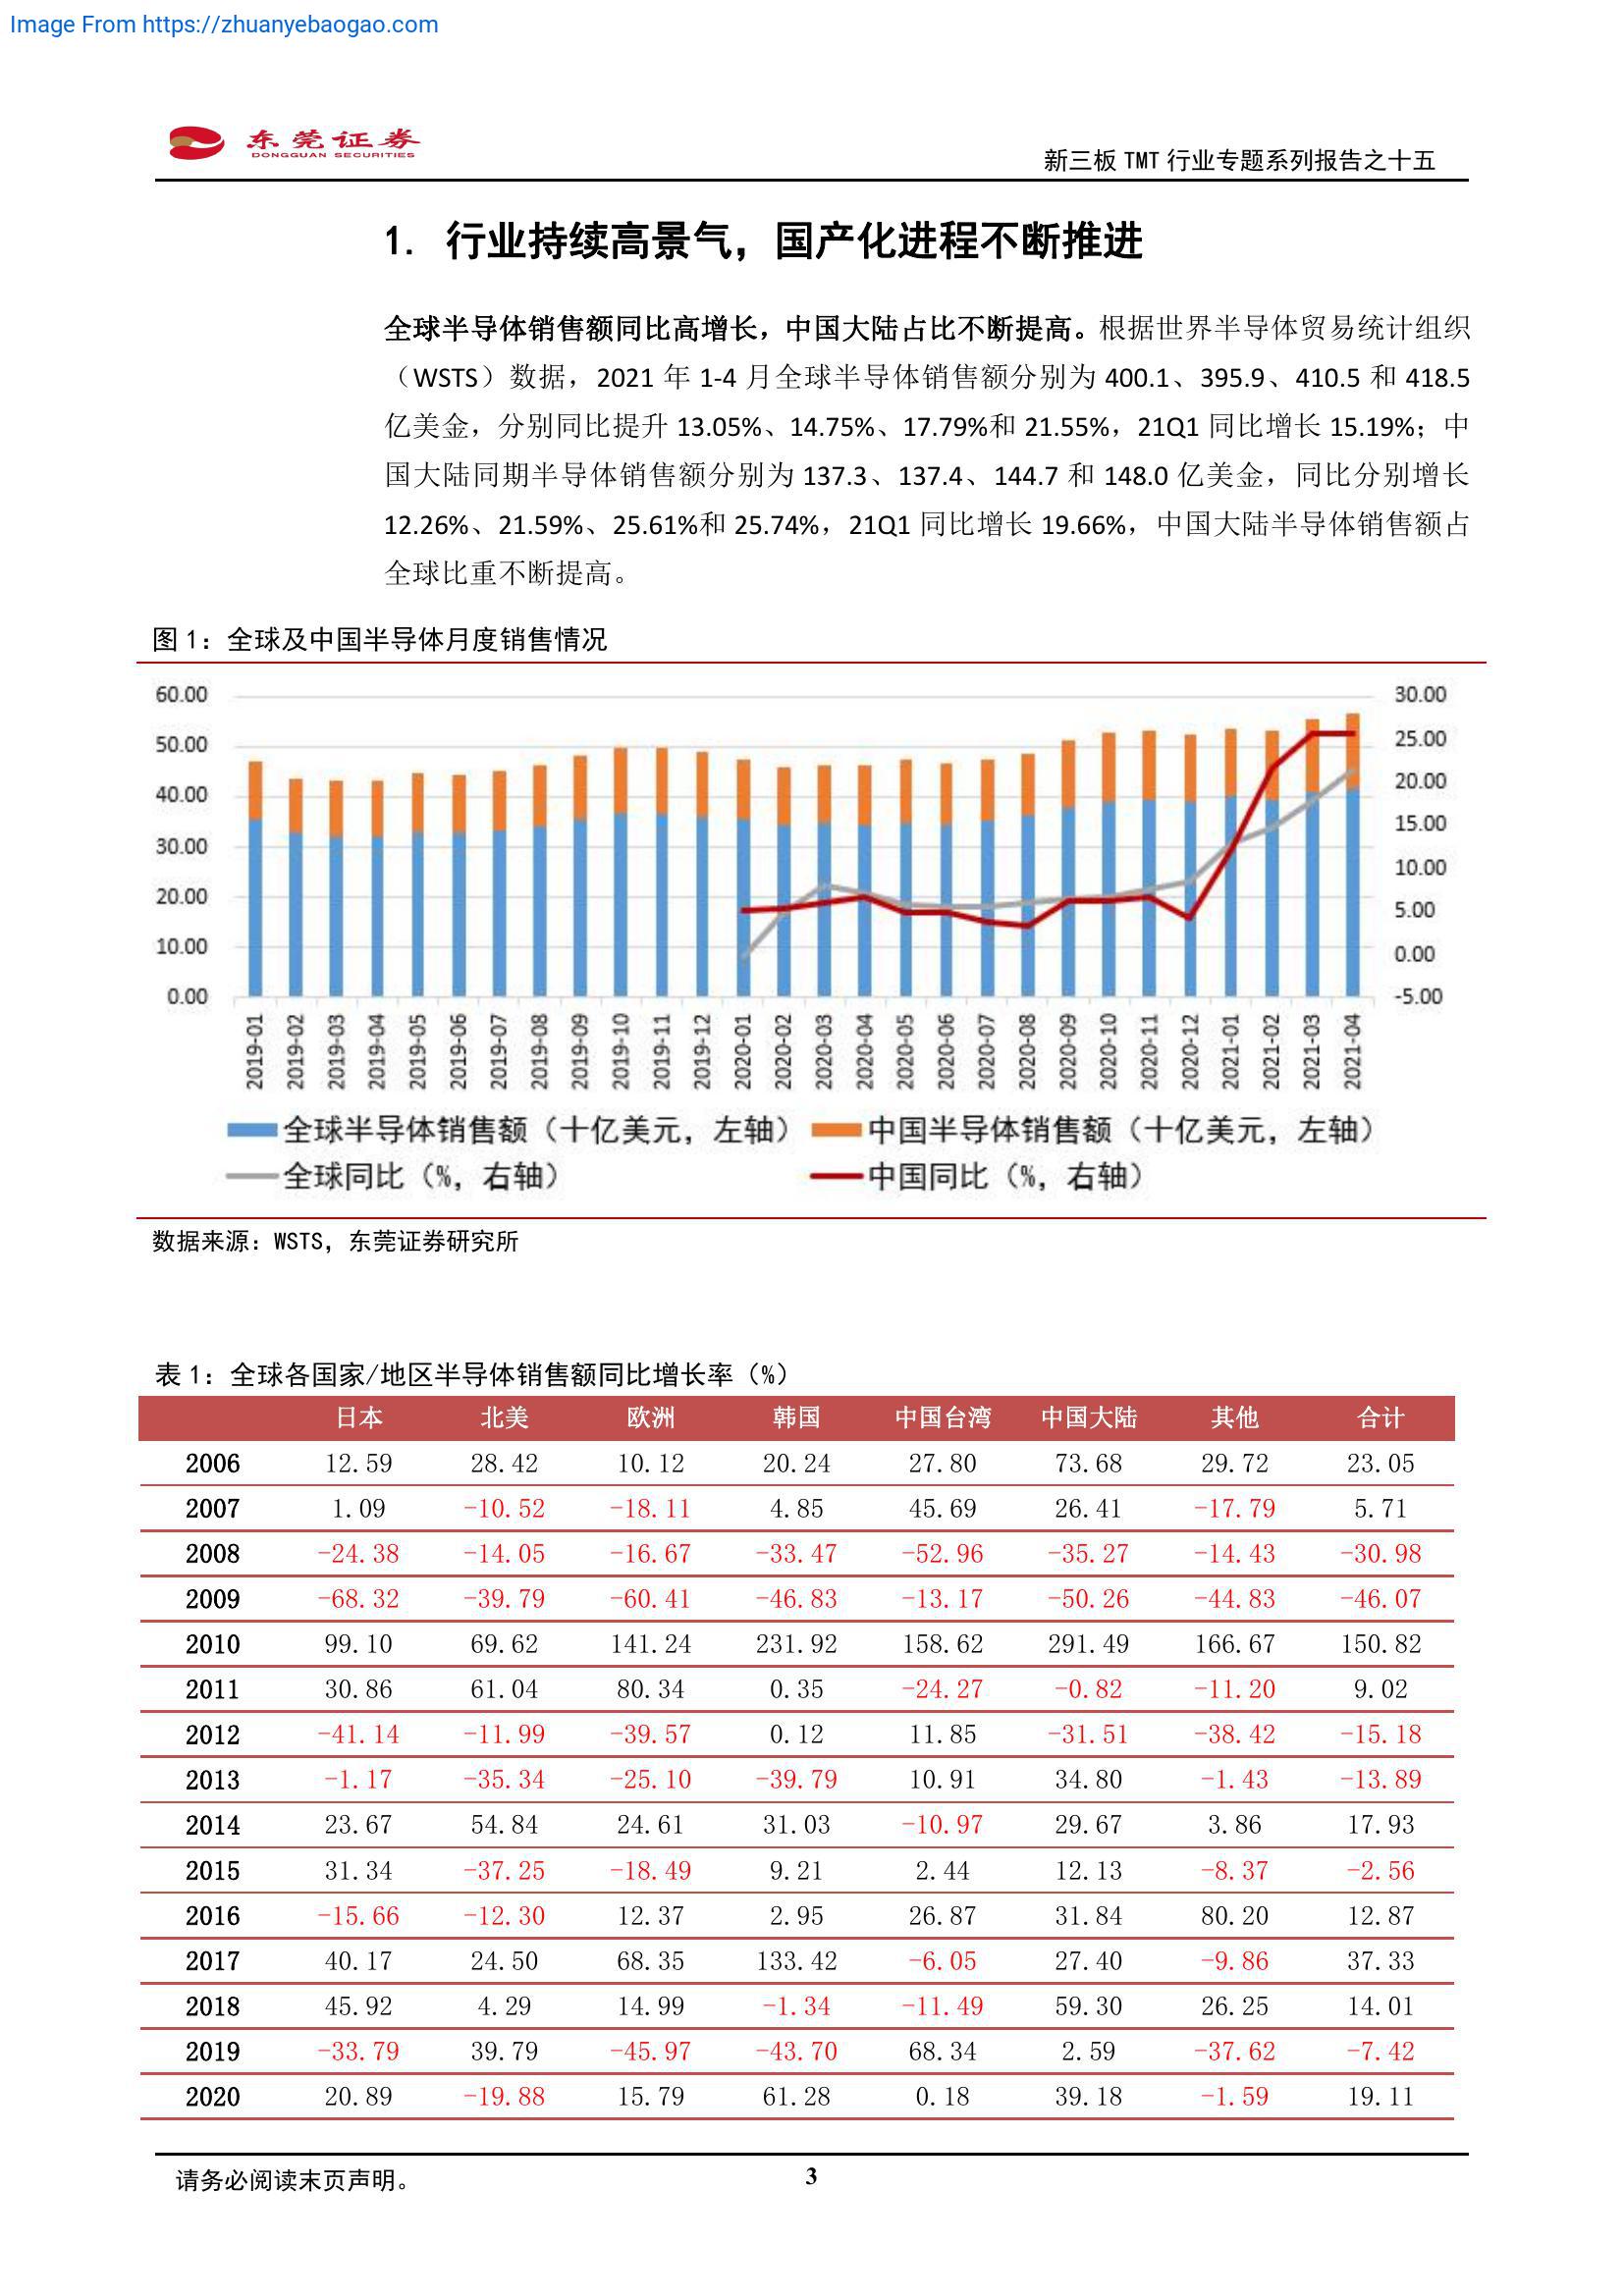 Image From https://zhuanyebaogao.com
东莞证券
DONGGUAN SECURITIES
新三板 TMT 行业专题系列报告之十五
1. 行业持续高景气，国产化进程不断推进
全球半导体销售额同比高增长，中国大陆占比不断提高。根据世界半导体贸易统计组织
（WSTS）数据，2021 年 1-4 月全球半导体销售额分别为 400.1、395.9、410.5 和 418.5
亿美金，分别同比提升 13.05%、14.75%、17.79%和 21.55%，21Q1 同比增长 15.19%；中
国大陆同期半导体销售额分别为 137.3、137.4、144.7 和 148.0 亿美金，同比分别增长
12.26%、21.59%、25.61%和 25.74%，21Q1 同比增长 19.66%，中国大陆半导体销售额占
全球比重不断提高。
图 1：全球及中国半导体月度销售情况
60.00 30.00
50.00 25.00
40.00 20.00
30.00 15.00
20.00 10.00
10.00 5.00
0.00 0.00
-5.00
2019-01 2019-02 2019-03 2019-04 2019-05 2019-06 2019-07 2019-08 2019-09 2019-10 2019-11 2019-12 2020-01 2020-02 2020-03 2020-04 2020-05 2020-06 2020-07 2020-08 2020-09 2020-10 2020-11 2020-12 2021-01 2021-02 2021-03 2021-04
全球半导体销售额（十亿美元，左轴） 中国半导体销售额（十亿美元，左轴）
全球同比（%，右轴） 中国同比（%，右轴）
数据来源：WSTS，东莞证券研究所
表 1：全球各国家/地区半导体销售额同比增长率（%）
日本 北美 欧洲 韩国 中国台湾 中国大陆 其他 合计
2006 12.59 28.42 10.12 20.24 27.80 73.68 29.72 23.05
2007 1.09 -10.52 -18.11 4.85 45.69 26.41 -17.79 5.71
2008 -24.38 -14.05 -16.67 -33.47 -52.96 -35.27 -14.43 -30.98
2009 -68.32 -39.79 -60.41 -46.83 -13.17 -50.26 -44.83 -46.07
2010 99.10 69.62 141.24 231.92 158.62 291.49 166.67 150.82
2011 30.86 61.04 80.34 0.35 -24.27 -0.82 -11.20 9.02
2012 -41.14 -11.99 -39.57 0.12 11.85 -31.51 -38.42 -15.18
2013 -1.17 -35.34 -25.10 -39.79 10.91 34.80 -1.43 -13.89
2014 23.67 54.84 24.61 31.03 -10.97 29.67 3.86 17.93
2015 31.34 -37.25 -18.49 9.21 2.44 12.13 -8.37 -2.56
2016 -15.66 -12.30 12.37 2.95 26.87 31.84 80.20 12.87
2017 40.17 24.50 68.35 133.42 -6.05 27.40 -9.86 37.33
2018 45.92 4.29 14.99 -1.34 -11.49 59.30 26.25 14.01
2019 -33.79 39.79 -45.97 -43.70 68.34 2.59 -37.62 -7.42
2020 20.89 -19.88 15.79 61.28 0.18 39.18 -1.59 19.11
请务必阅读末页声明。
3